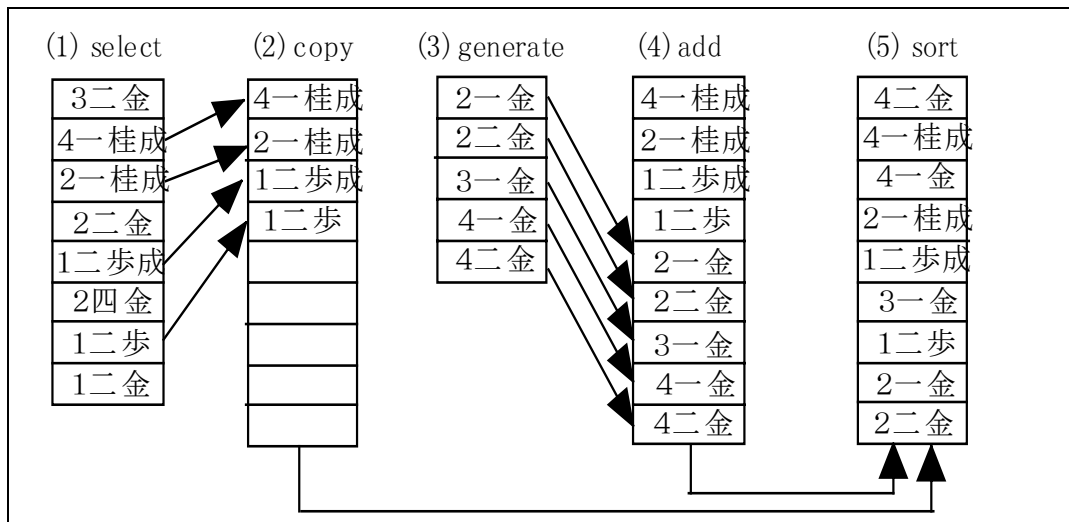 (1) select
3二金
4一桂成
2一桂成
2二金
1二歩成
2四金
1二歩
1二金
(2) copy
4一桂成
2一桂成
1二歩成
1二歩
(3) generate
2一金
2二金
3一金
4一金
4二金
(4) add
4一桂成
2一桂成
1二歩成
1二歩
2一金
2二金
3一金
4一金
4二金
(5) sort
4二金
4一桂成
4一金
2一桂成
1二歩成
3一金
1二歩
2一金
2二金